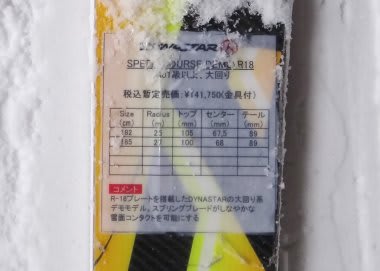 DYNASTAR
SPEED COURSE DEMO R18
1級以上、大回り
税込暫定売価:¥141,750(金具付)
Size Radius トップ センター テール
(cm) (m) (mm) (mm) (mm)
192 25 105 67.5 89
185 27 100 68 89
コメント
R-18プレートを搭載したDYNASTARの大回り系
デモモデル。スプリングブレードがしなやかな
雪面コンタクトを可能にする